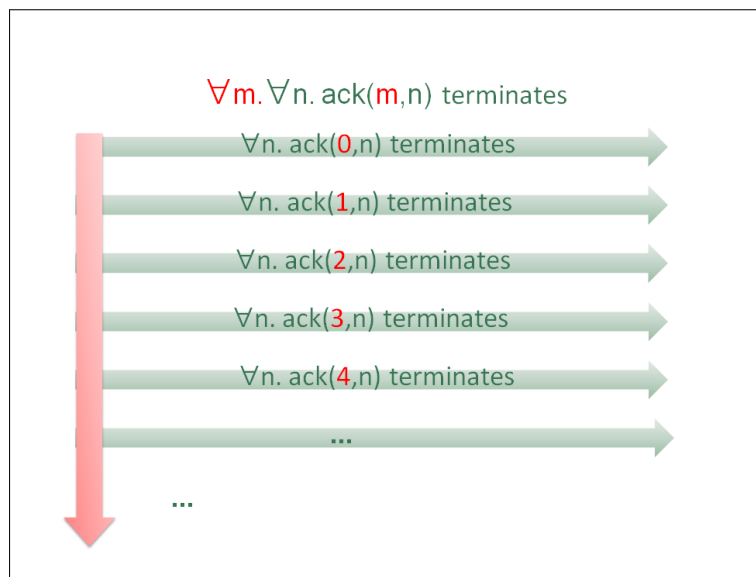 ∀m. ∀n. ack(m,n) terminates
∀n. ack(0,n) terminates
∀n. ack(1,n) terminates
∀n. ack(2,n) terminates
∀n. ack(3,n) terminates
∀n. ack(4,n) terminates
...
...